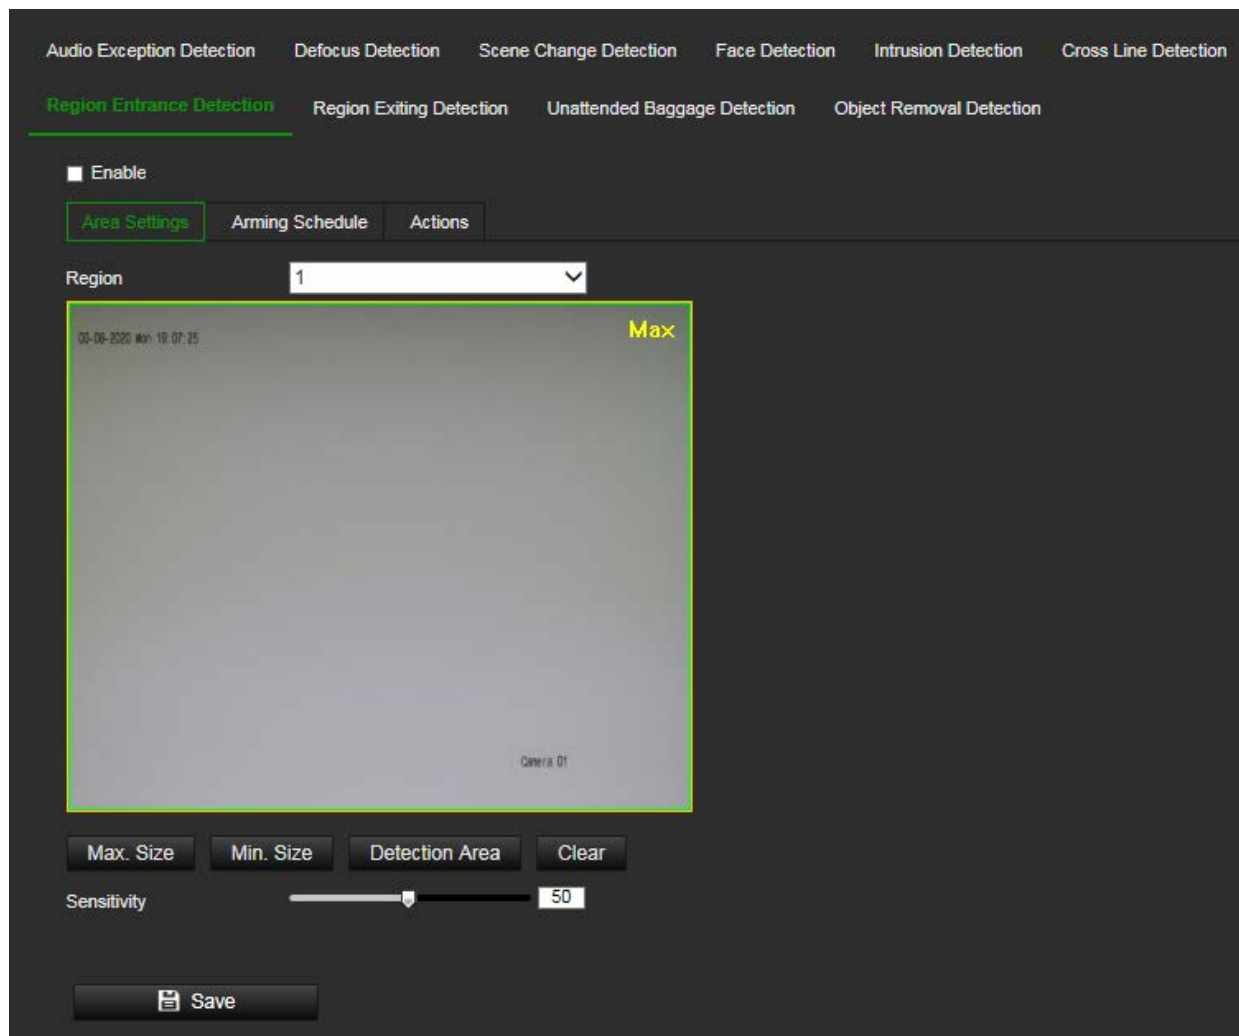 Audio Exception Detection Defocus Detection Scene Change Detection Face Detection Intrusion Detection Cross Line Detection
Region Entrance Detection Region Exiting Detection Unattended Baggage Detection Object Removal Detection
Enable
Area Settings Arming Schedule Actions
Region 1
Max
Mon
Camera 01
Max. Size Min. Size Detection Area Clear
Sensitivity 50
Save